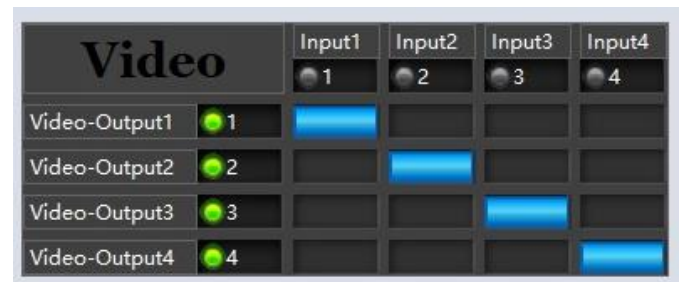 Video Input1 Input2 Input3 Input4
1 2 3 4
Video-Output1 1
Video-Output2 2
Video-Output3 3
Video-Output4 4